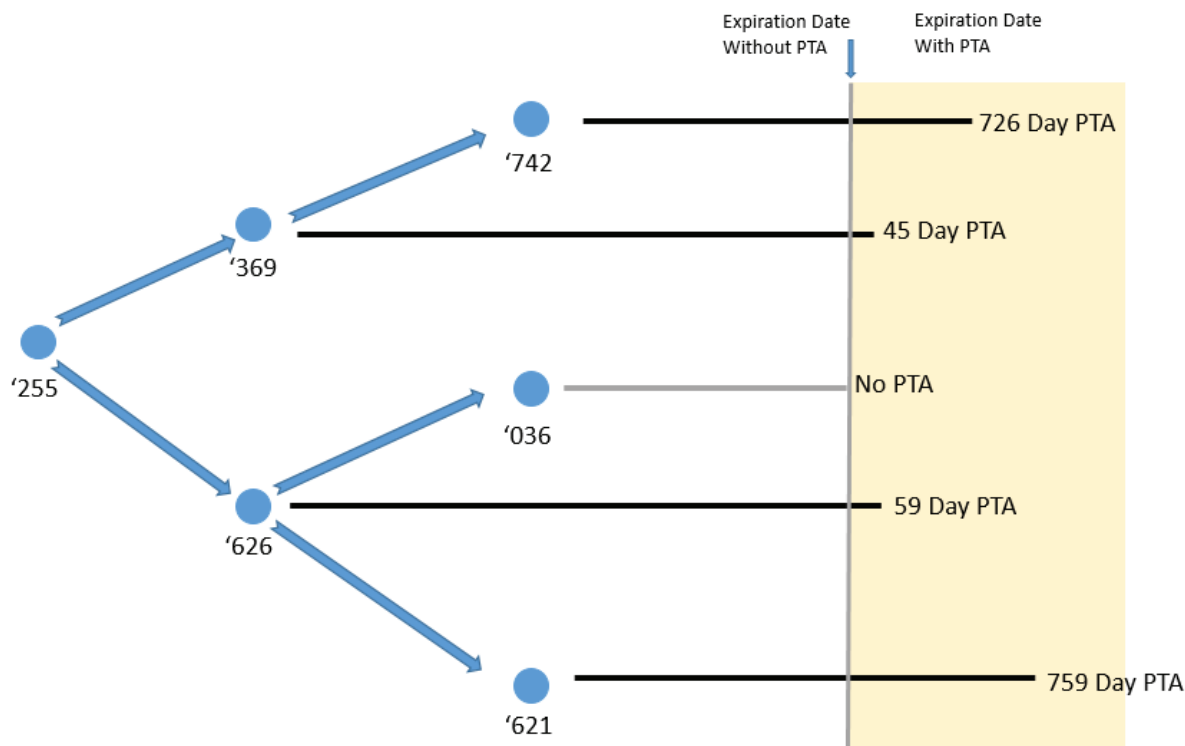 Expiration Date
Without PTA
Expiration Date
With PTA
726 Day PTA
‘742
45 Day PTA
‘369
‘255
No PTA
‘036
59 Day PTA
‘626
759 Day PTA
‘621